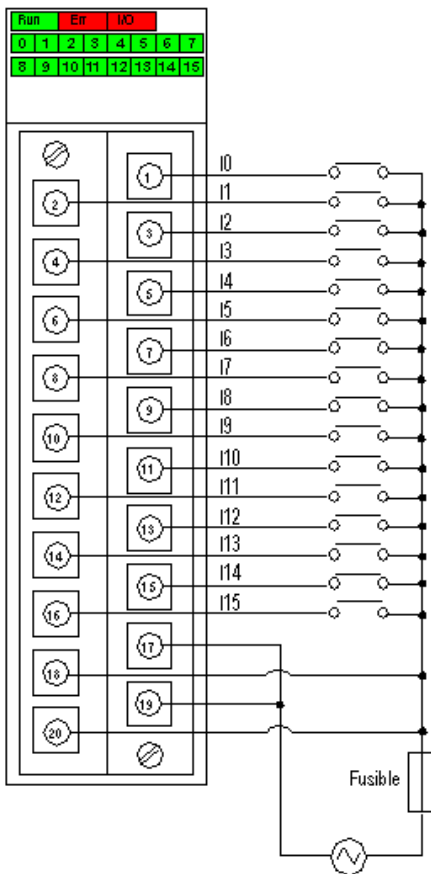 Run Err I/O
0 1 2 3 4 5 6 7
8 9 10 11 12 13 14 15
1 I0
2 I1
3 I2
4 I3
5 I4
6 I5
7 I6
8 I7
9 I8
10 I9
11 I10
12 I11
13 I12
14 I13
15 I14
16 I15
17
18
19
20
Fusible